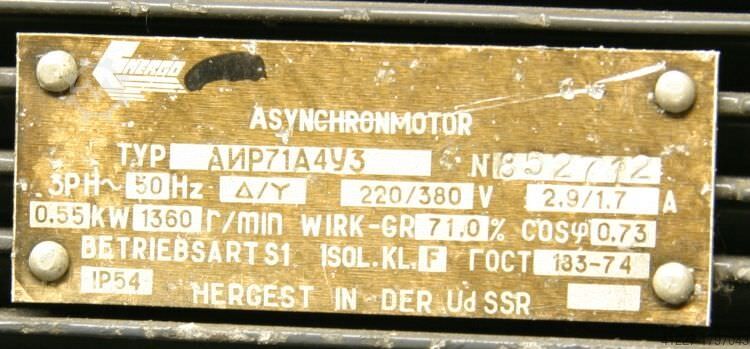 ENERGO
ASYNCHRONMOTOR
TYP АИР71А4У3 N 852712
3PH~ 50 Hz Δ/Y 220/380 V 2,9/1.7 A
0.55 KW 1360 r/min WIRK-GR 71,0 % COSφ 0,73
BETRIEBSART S1 ISOL.KL. F ГОСТ 183-74
IP54 HERGEST IN DER UdSSR